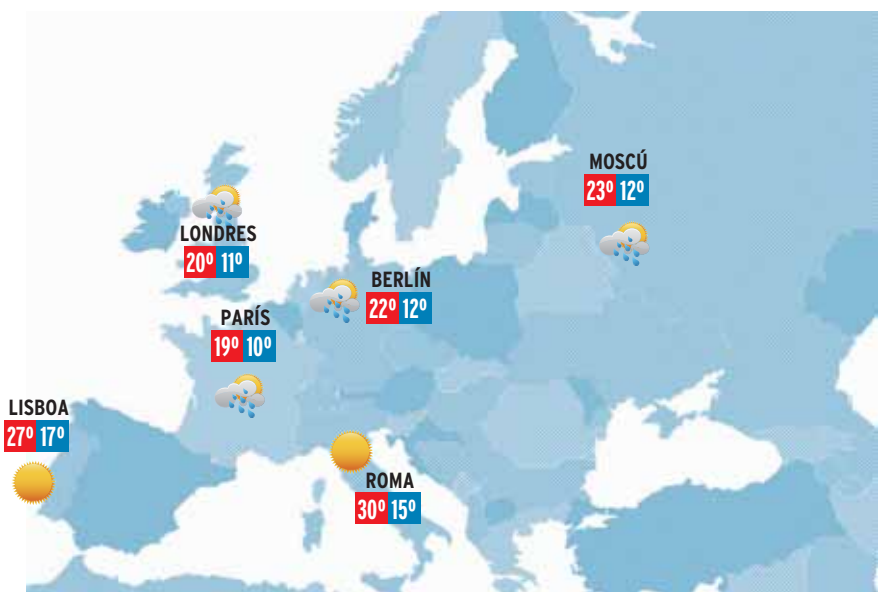 MOSCÚ
23º 12º
LONDRES
20º 11º
BERLÍN
22º 12º
PARÍS
19º 10º
LISBOA
27º 17º
ROMA
30º 15º